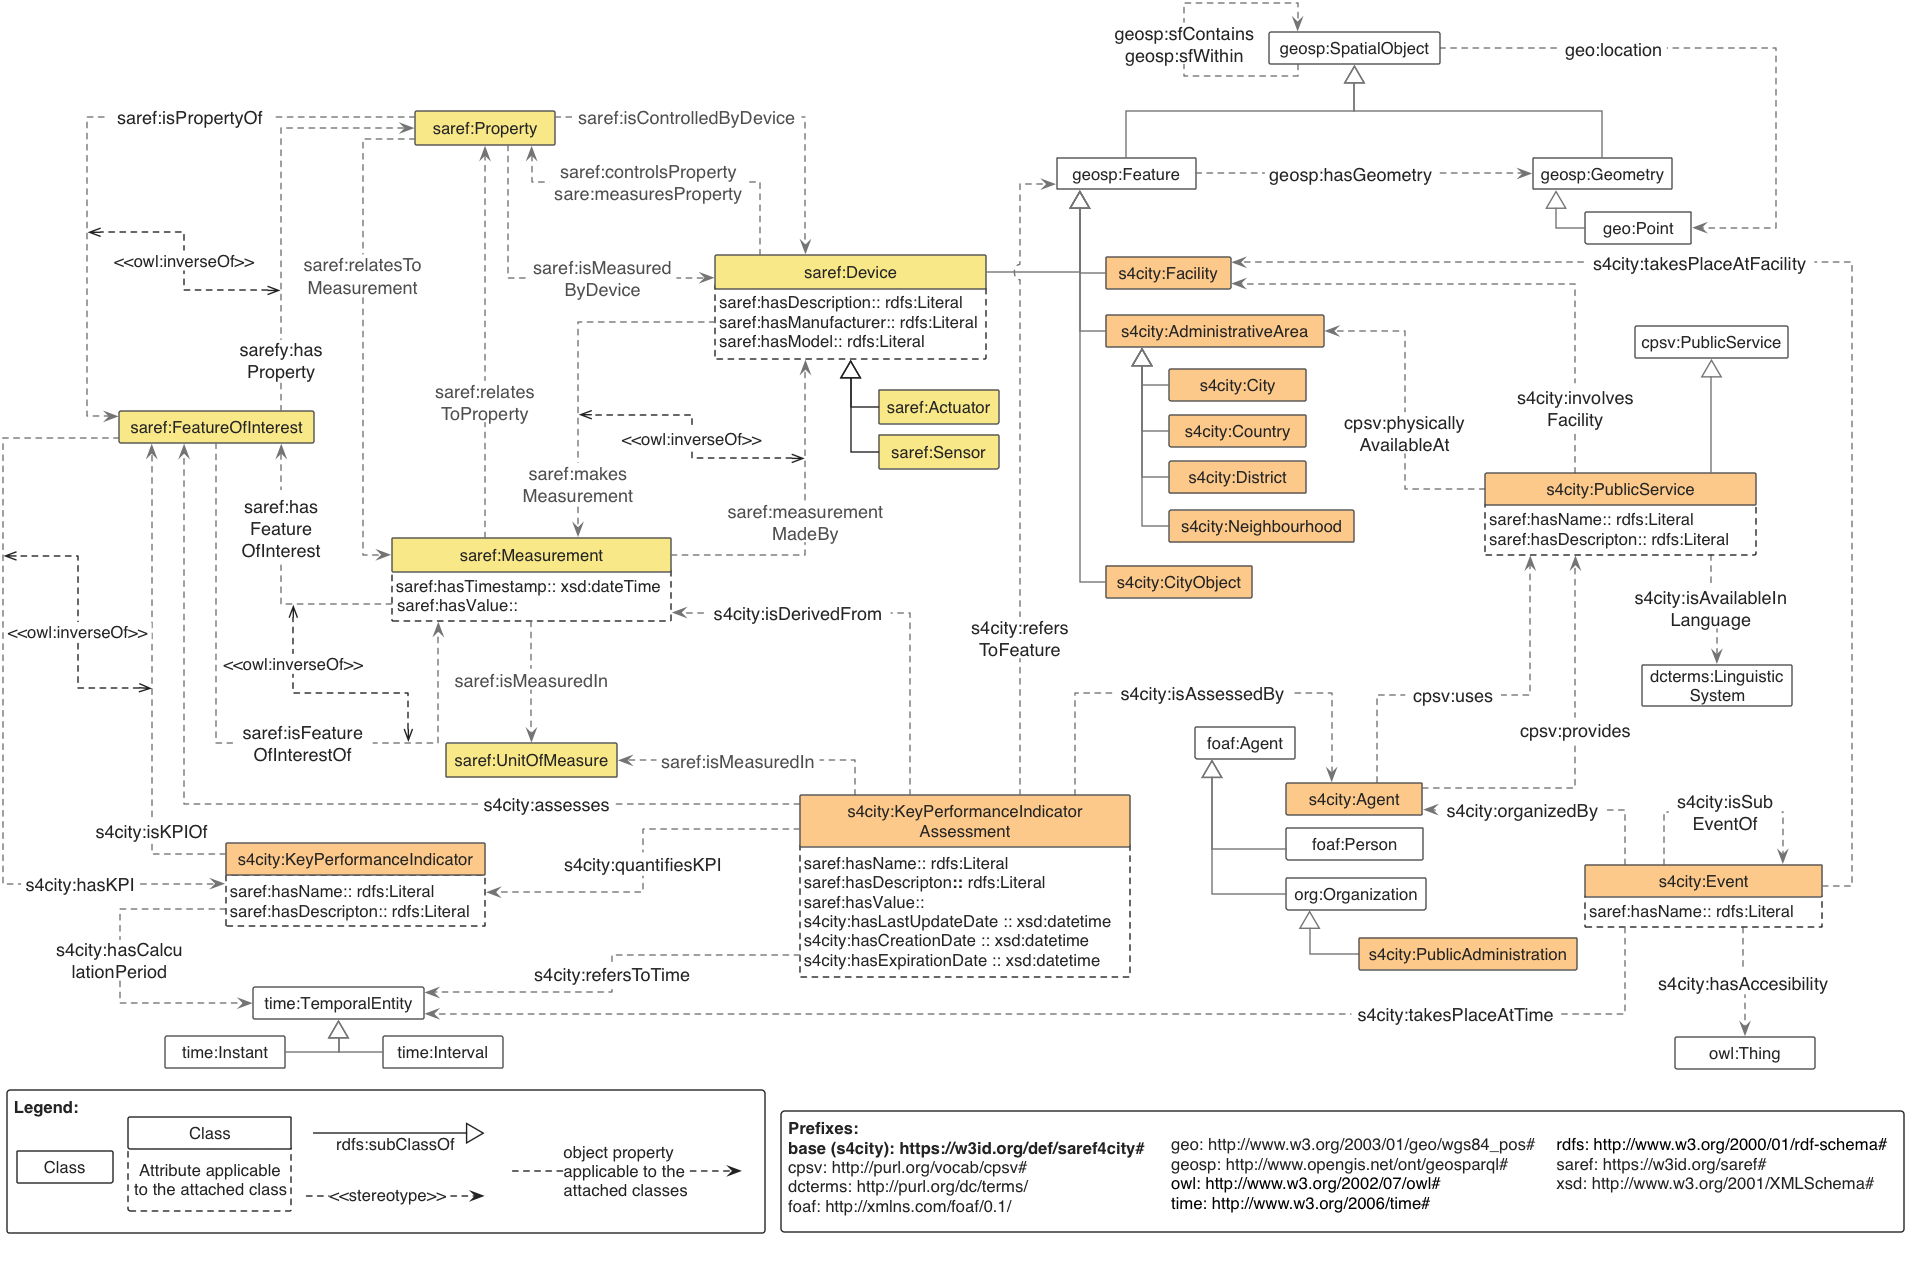 geosp:sfContains
geosp:sfWithin
geosp:SpatialObject
geo:location
saref:isPropertyOf
saref:Property
saref:isControlledByDevice
saref:controlsProperty
sare:measuresProperty
geosp:Feature
geosp:hasGeometry
geosp:Geometry
geo:Point
<<owl:inverseOf>>
saref:relatesTo
Measurement
saref:isMeasured
ByDevice
saref:Device
saref:hasDescription:: rdfs:Literal
saref:hasManufacturer:: rdfs:Literal
saref:hasModel:: rdfs:Literal
s4city:Facility
s4city:takesPlaceAtFacility
s4city:AdministrativeArea
cpsv:PublicService
sarefy:has
Property
saref:relates
ToProperty
saref:Actuator
saref:Sensor
s4city:City
s4city:Country
s4city:District
s4city:Neighbourhood
s4city:CityObject
cpsv:physically
AvailableAt
s4city:involves
Facility
saref:FeatureOfInterest
<<owl:inverseOf>>
saref:makes
Measurement
saref:measurement
MadeBy
saref:has
Feature
OfInterest
s4city:PublicService
saref:hasName:: rdfs:Literal
saref:hasDescripton:: rdfs:Literal
saref:Measurement
saref:hasTimestamp:: xsd:dateTime
saref:hasValue::
s4city:isDerivedFrom
s4city:refers
ToFeature
s4city:isAvailableIn
Language
dcterms:Linguistic
System
<<owl:inverseOf>>
<<owl:inverseOf>>
saref:isMeasuredIn
s4city:isAssessedBy
cpsv:uses
cpsv:provides
saref:isFeature
OfInterestOf
saref:UnitOfMeasure
saref:isMeasuredIn
foaf:Agent
s4city:Agent
s4city:assesses
s4city:KeyPerformanceIndicator
Assessment
saref:hasName:: rdfs:Literal
saref:hasDescripton:: rdfs:Literal
saref:hasValue::
s4city:hasLastUpdateDate :: xsd:datetime
s4city:hasCreationDate :: xsd:datetime
s4city:hasExpirationDate :: xsd:datetime
s4city:organizedBy
s4city:isSub
EventOf
foaf:Person
org:Organization
s4city:PublicAdministration
s4city:Event
saref:hasName:: rdfs:Literal
s4city:isKPIOf
s4city:KeyPerformanceIndicator
saref:hasName:: rdfs:Literal
saref:hasDescripton:: rdfs:Literal
s4city:quantifiesKPI
s4city:hasKPI
s4city:hasCalcu
lationPeriod
s4city:refersToTime
time:TemporalEntity
s4city:takesPlaceAtTime
s4city:hasAccesibility
time:Instant
time:Interval
owl:Thing
Legend:
Class
Class
Attribute applicable
to the attached class
rdfs:subClassOf
<<stereotype>>
object property
applicable to the
attached classes
Prefixes:
base (s4city): https://w3id.org/def/saref4city#
cpsv: http://purl.org/vocab/cpsv#
dcterms: http://purl.org/dc/terms/
foaf: http://xmlns.com/foaf/0.1/
geo: http://www.w3.org/2003/01/geo/wgs84_pos#
geosp: http://www.opengis.net/ont/geosparql#
owl: http://www.w3.org/2002/07/owl#
time: http://www.w3.org/2006/time#
rdfs: http://www.w3.org/2000/01/rdf-schema#
saref: https://w3id.org/saref#
xsd: http://www.w3.org/2001/XMLSchema#